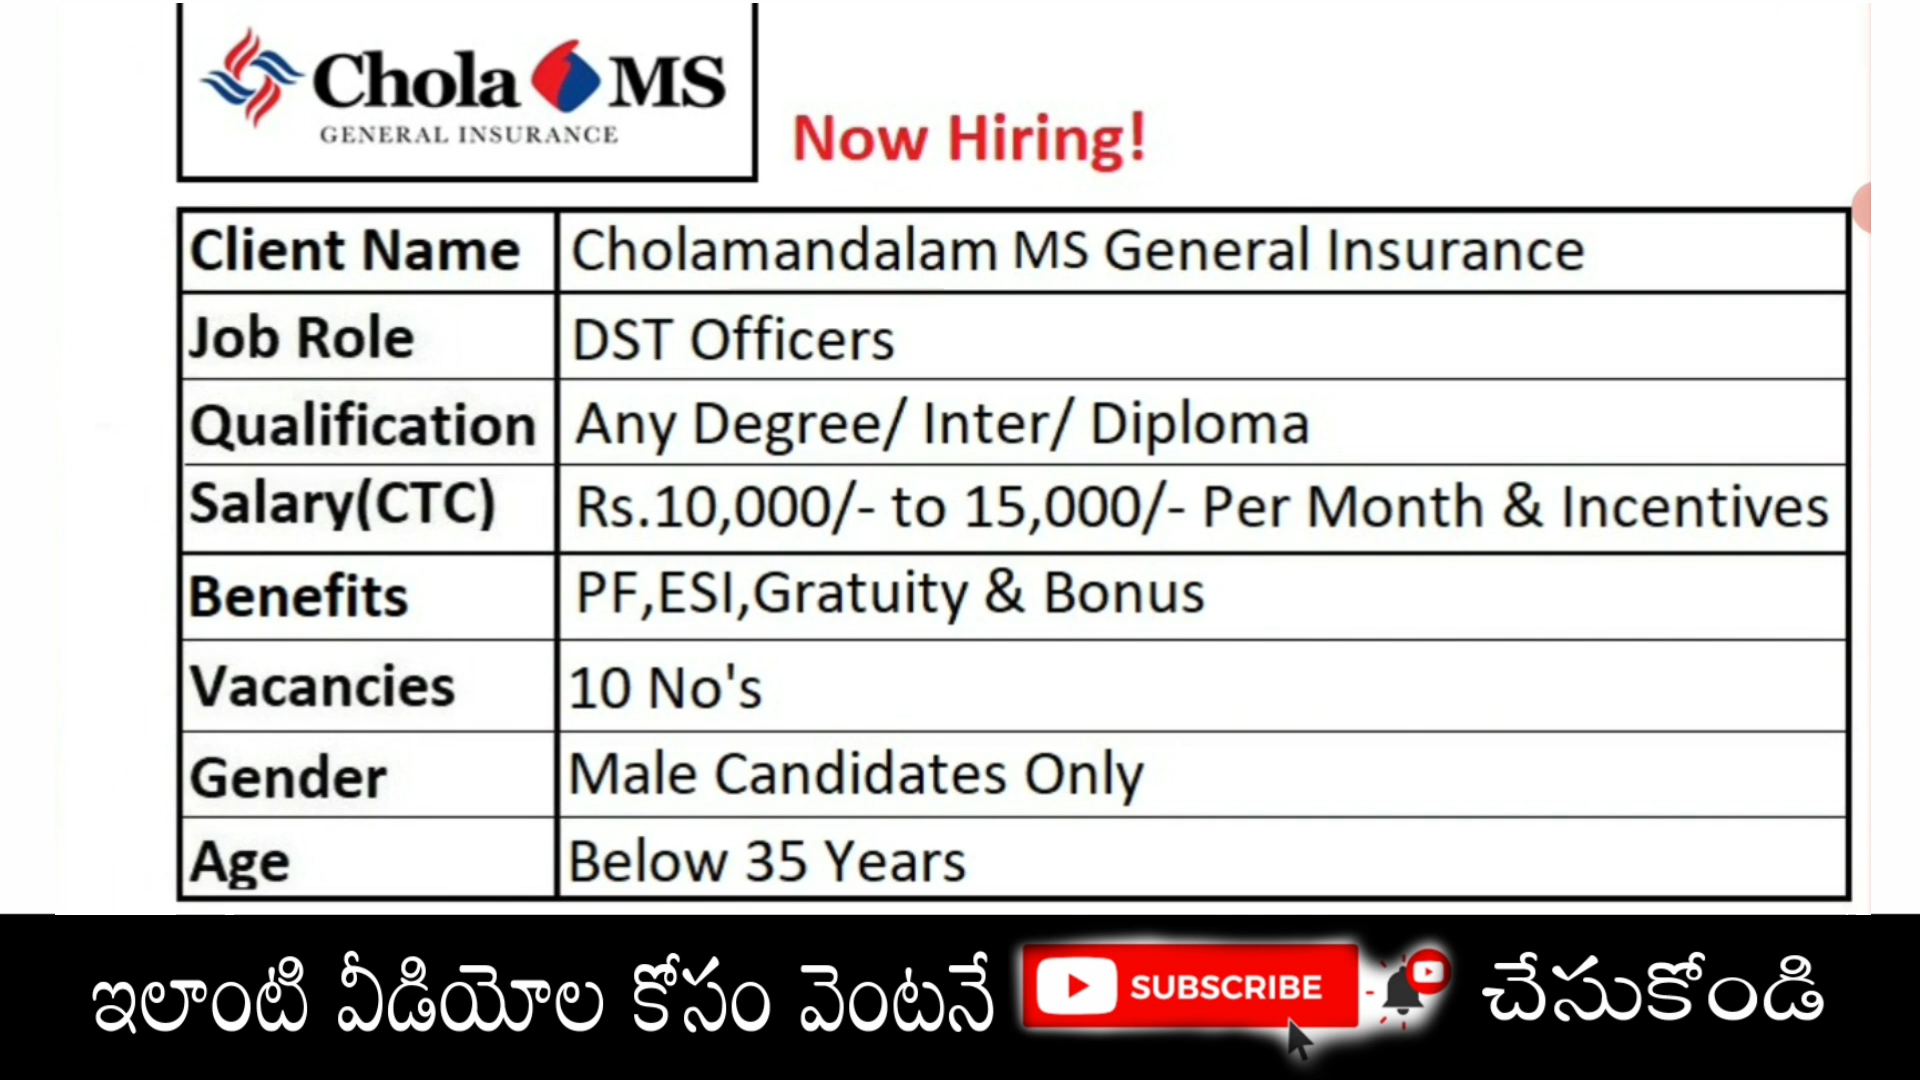 Chola MS
GENERAL INSURANCE
Now Hiring!
Client Name Cholamandalam MS General Insurance
Job Role DST Officers
Qualification Any Degree/ Inter/ Diploma
Salary(CTC) Rs.10,000/- to 15,000/- Per Month & Incentives
Benefits PF,ESI,Gratuity & Bonus
Vacancies 10 No's
Gender Male Candidates Only
Age Below 35 Years
ఇలాంటి వీడియోల కోసం వెంటనే SUBSCRIBE చేసుకోండి